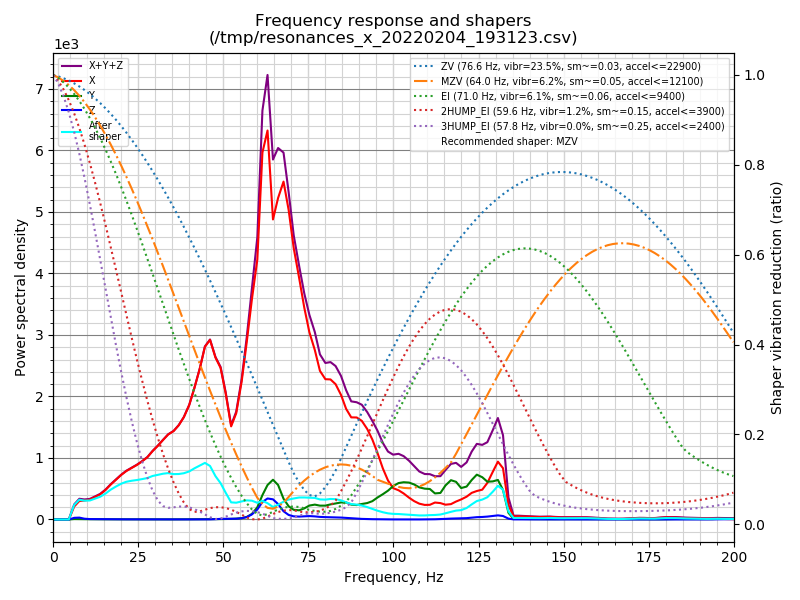 Frequency response and shapers
(/tmp/resonances_x_20220204_193123.csv)
1e3
X+Y+Z
X
Y
Z
After
shaper
ZV (76.6 Hz, vibr=23.5%, sm~=0.03, accel<=22900)
MZV (64.0 Hz, vibr=6.2%, sm~=0.05, accel<=12100)
EI (71.0 Hz, vibr=6.1%, sm~=0.06, accel<=9400)
2HUMP_EI (59.6 Hz, vibr=1.2%, sm~=0.15, accel<=3900)
3HUMP_EI (57.8 Hz, vibr=0.0%, sm~=0.25, accel<=2400)
Recommended shaper: MZV
7
6
5
4
3
2
1
0
Power spectral density
1.0
0.8
0.6
0.4
0.2
0.0
Shaper vibration reduction (ratio)
0 25 50 75 100 125 150 175 200
Frequency, Hz